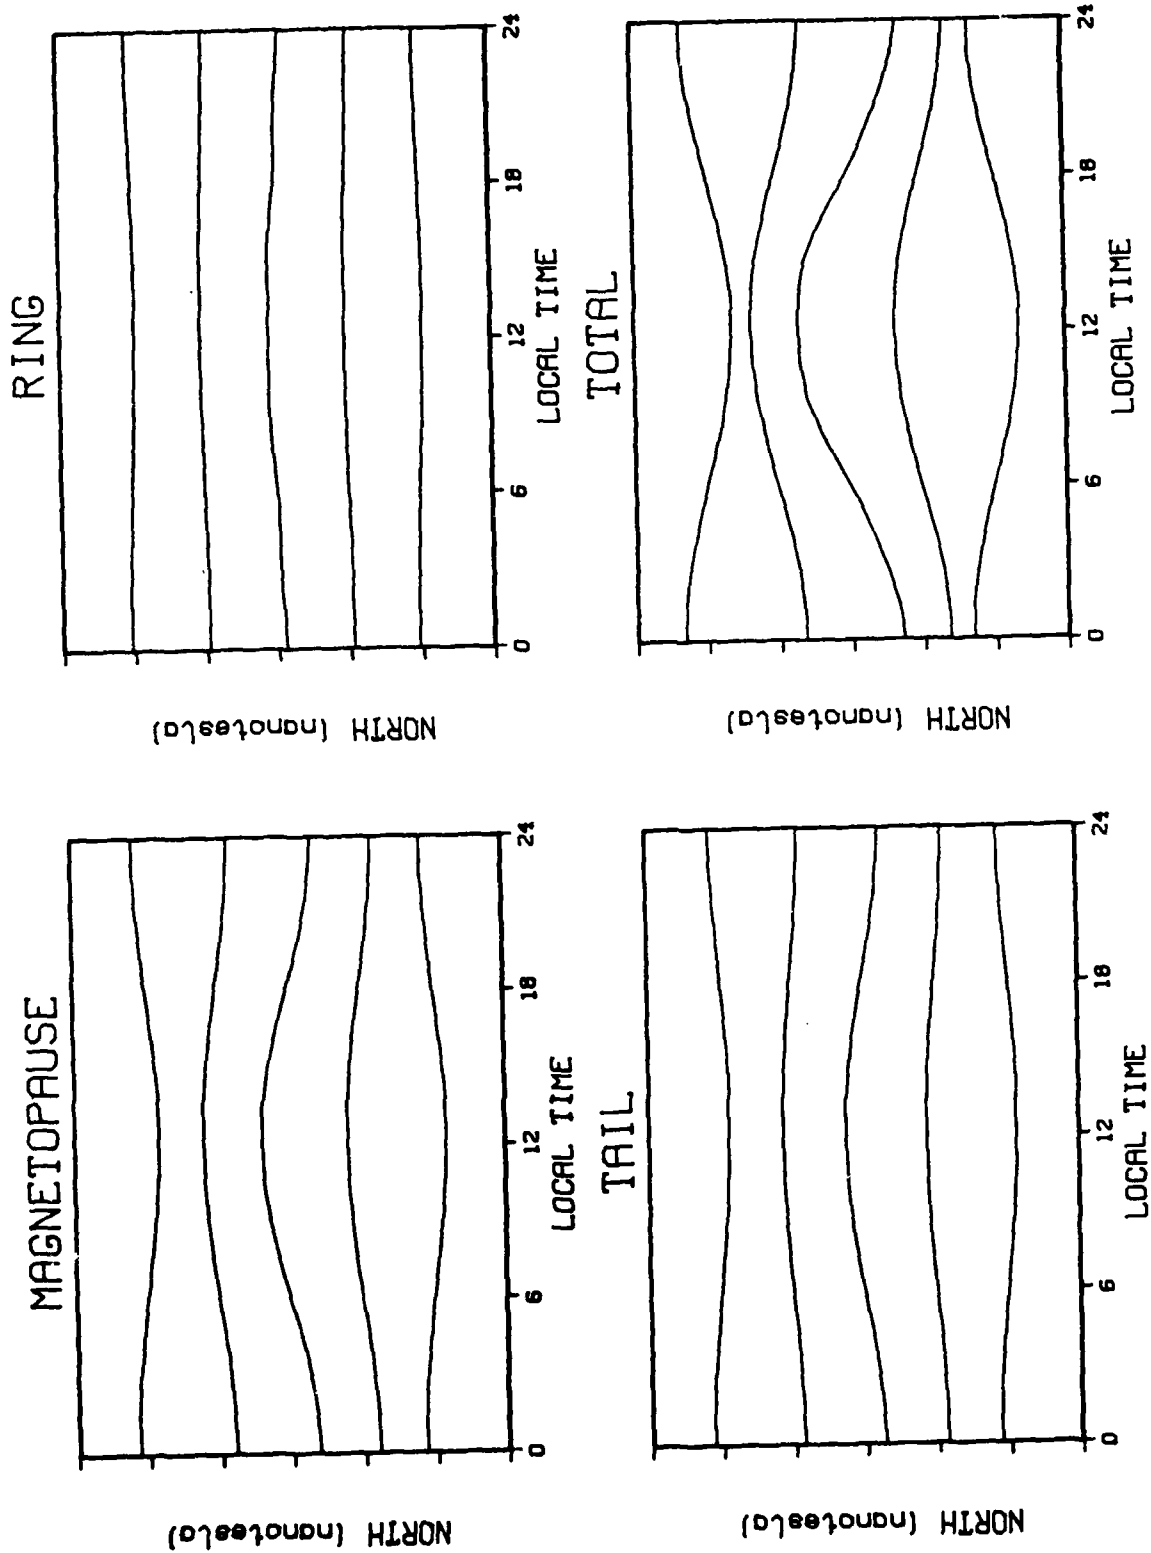 MAGNETOPAUSE
NORTH (nanotesla)
0 6 12 18 24
LOCAL TIME
RING
NORTH (nanotesla)
0 6 12 18 24
LOCAL TIME
TAIL
NORTH (nanotesla)
0 6 12 18 24
LOCAL TIME
TOTAL
NORTH (nanotesla)
0 6 12 18 24
LOCAL TIME